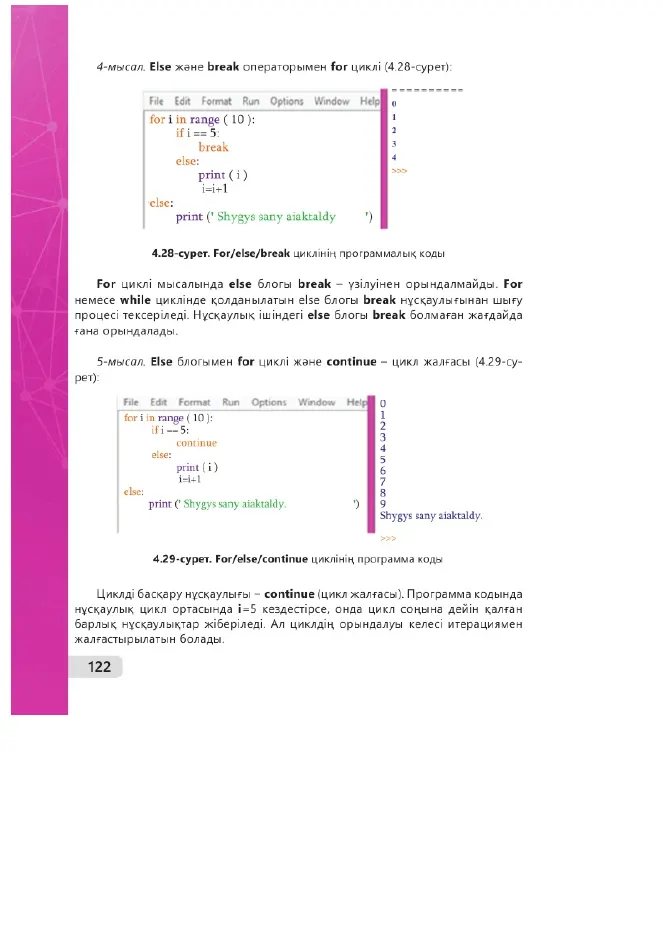 4-мысал. Else және break операторымен for циклі (4.28-сурет):
File Edit Format Run Options Window Help
for i in range ( 10 ):
if i == 5:
break
else:
print ( i )
i=i+1
else:
print (' Shygys sany aiaktaldy ')
==========
0
1
2
3
4
>>>
4.28-сурет. For/else/break циклінің программалық коды
For циклі мысалында else блогы break – үзілуінен орындалмайды. For
немесе while циклінде қолданылатын else блогы break нұсқаулығынан шығу
процесі тексеріледі. Нұсқаулық ішіндегі else блогы break болмаған жағдайда
ғана орындалады.
5-мысал. Else блогымен for циклі және continue – цикл жалғасы (4.29-су-
рет):
File Edit Format Run Options Window Help
for i in range ( 10 ):
if i == 5:
continue
else:
print ( i )
i=i+1
else:
print (' Shygys sany aiaktaldy. ')
0
1
2
3
4
5
6
7
8
9
Shygys sany aiaktaldy.
>>>
4.29-сурет. For/else/continue циклінің программа коды
Циклді басқару нұсқаулығы – continue (цикл жалғасы). Программа кодында
нұсқаулық цикл ортасында i=5 кездестірсе, онда цикл соңына дейін қалған
барлық нұсқаулықтар жіберіледі. Ал циклдің орындалуы келесі итерациямен
жалғастырылатын болады.
122